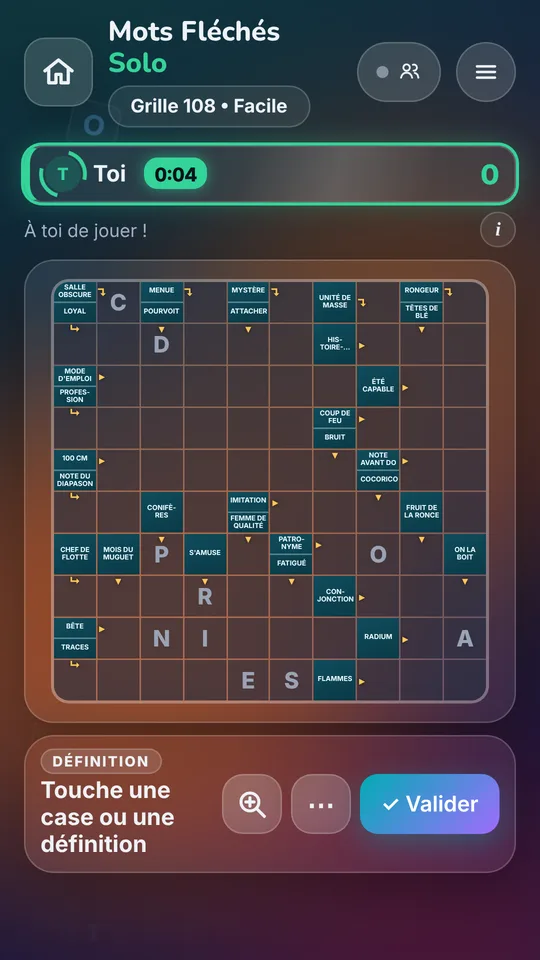 Mots Fléchés
Solo
Grille 108 • Facile
O
T Toi 0:04 0
À toi de jouer !
i
SALLE
OBSCURE
LOYAL
C
MENUE
POURVOIT
MYSTÈRE
ATTACHER
UNITÉ DE
MASSE
RONGEUR
TÊTES DE
BLÉ
D
HIS-
TOIRE-...
MODE
D'EMPLOI
PROFES-
SION
ÉTÉ
CAPABLE
COUP DE
FEU
BRUIT
100 CM
NOTE DU
DIAPASON
NOTE
AVANT DO
COCORICO
CONIFÈ-
RES
IMITATION
FEMME DE
QUALITÉ
FRUIT DE
LA RONCE
CHEF DE
FLOTTE
MOIS DU
MUGUET
P
S'AMUSE
PATRO-
NYME
FATIGUÉ
O
ON LA
BOIT
R
CON-
JONCTION
BÊTE
TRACES
N
I
RADIUM
A
E
S
FLAMMES
DÉFINITION
Touche une
case ou une
définition
... ✓ Valider